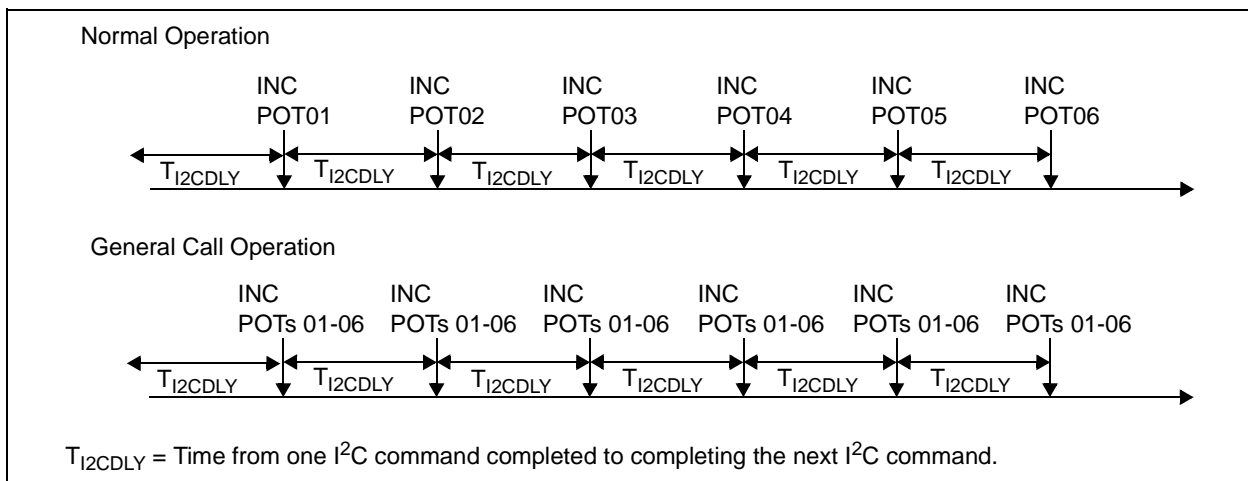 Normal Operation
INC INC INC INC INC INC
POT01 POT02 POT03 POT04 POT05 POT06
TI2CDLY TI2CDLY TI2CDLY TI2CDLY TI2CDLY TI2CDLY
General Call Operation
INC INC INC INC INC INC
POTs 01-06 POTs 01-06 POTs 01-06 POTs 01-06 POTs 01-06 POTs 01-06
TI2CDLY TI2CDLY TI2CDLY TI2CDLY TI2CDLY TI2CDLY
TI2CDLY = Time from one I²C command completed to completing the next I²C command.